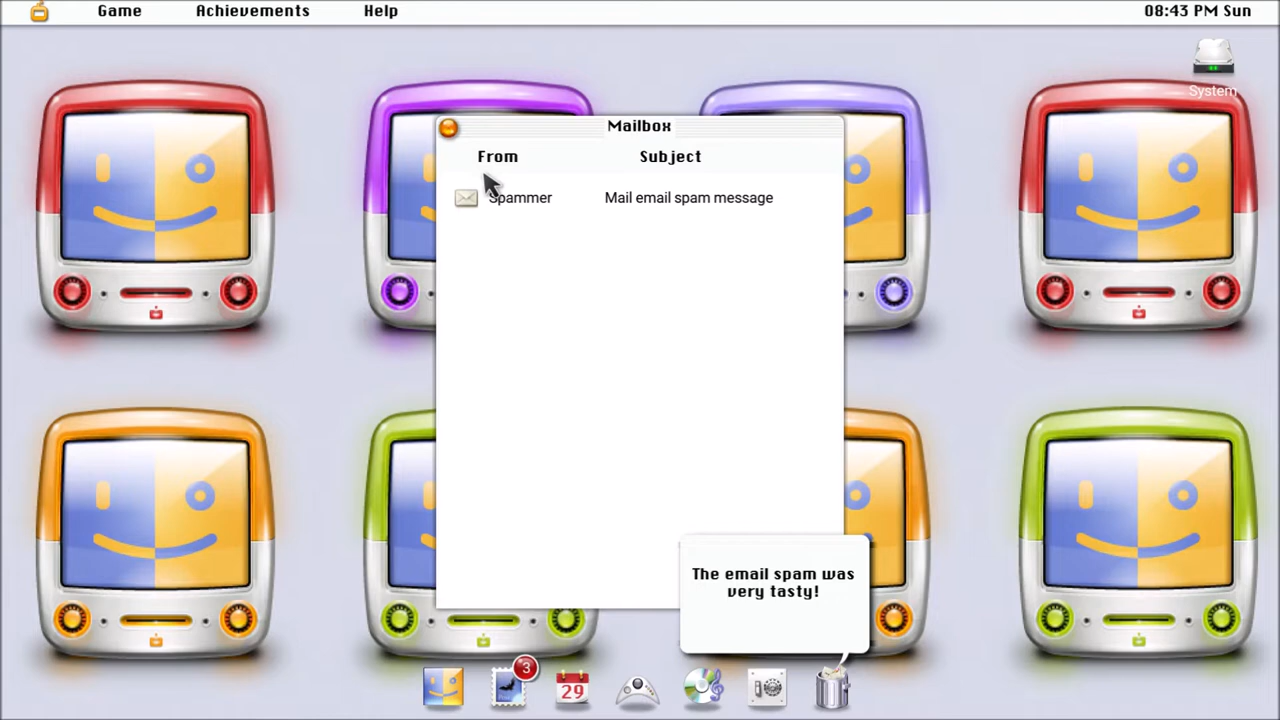 Game Achievements Help 08:43 PM Sun
System
Mailbox
From Subject
Spammer Mail email spam message
The email spam was
very tasty!
3
29